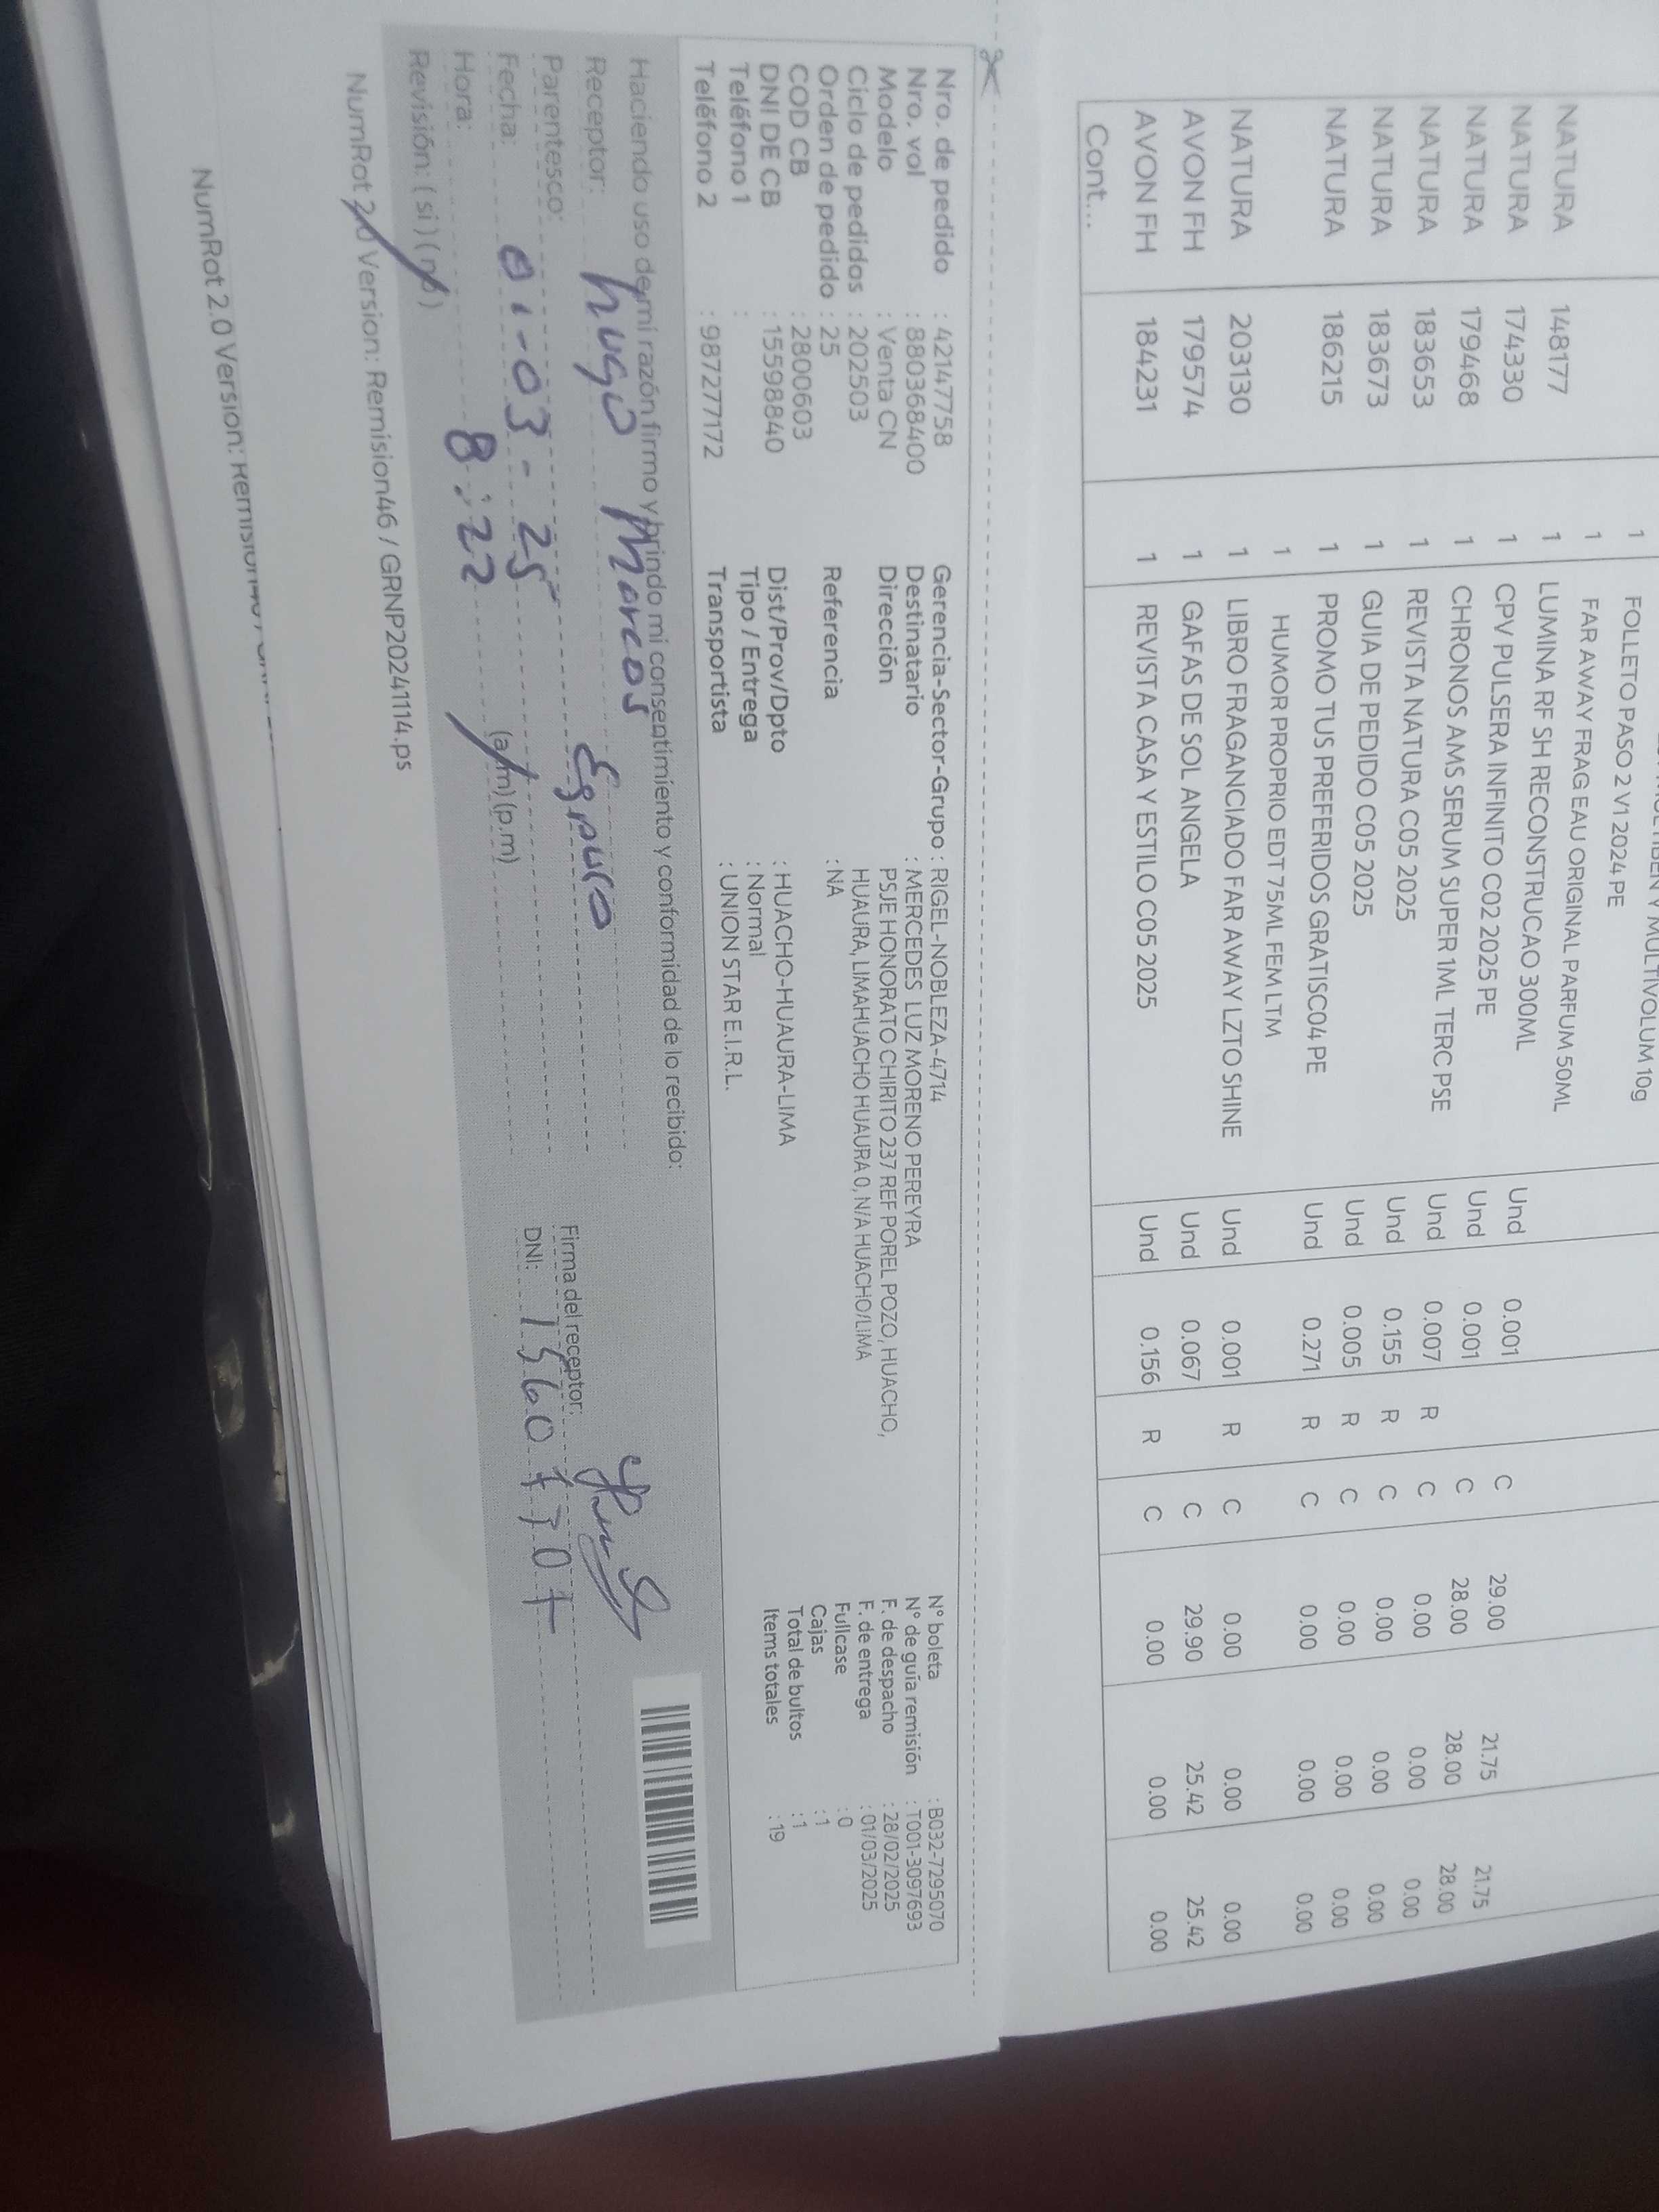 MULTIVOLUM 10g
1 FOLLETO PASO 2 V1 2024 PE
1 FAR AWAY FRAG EAU ORIGINAL PARFUM 50ML
NATURA 148177 1 LUMINA RF SH RECONSTRUCAO 300ML
NATURA 174330 1 CPV PULSERA INFINITO C02 2025 PE Und 0.001 C 29.00 21.75 21.75
NATURA 179468 1 CHRONOS AMS SERUM SUPER 1ML TERC PSE Und 0.001 C 28.00 28.00 28.00
NATURA 183653 1 REVISTA NATURA C05 2025 Und 0.007 R C 0.00 0.00 0.00
NATURA 183673 1 GUIA DE PEDIDO C05 2025 Und 0.155 R C 0.00 0.00 0.00
NATURA 186215 1 PROMO TUS PREFERIDOS GRATISC04 PE Und 0.005 R C 0.00 0.00 0.00
1 HUMOR PROPRIO EDT 75ML FEM LTM Und 0.271 R C 0.00 0.00 0.00
NATURA 203130 1 LIBRO FRAGANCIADO FAR AWAY LZTO SHINE Und 0.001 R C 0.00 0.00 0.00
AVON FH 179574 1 GAFAS DE SOL ANGELA Und 0.067 C 29.90 25.42 25.42
AVON FH 184231 1 REVISTA CASA Y ESTILO C05 2025 Und 0.156 R C 0.00 0.00 0.00
Cont...
Nro. de pedido : 42147758 Gerencia-Sector-Grupo : RIGEL-NOBLEZA-4714 N° boleta : B032-7295070
Nro. vol : 880368400 Destinatario : MERCEDES LUZ MORENO PEREYRA N° de guía remisión : T001-3097693
Modelo : Venta CN Dirección PSJE HONORATO CHIRITO 237 REF POREL POZO, HUACHO, F. de despacho : 28/02/2025
Ciclo de pedidos : 202503 HUAURA, LIMAHUACHO HUAURA 0, N/A HUACHO/LIMA F. de entrega : 01/03/2025
Orden de pedido : 25 Referencia : NA Fullcase : 0
COD CB : 2800603 Cajas : 1
DNI DE CB : 15598840 Dist/Prov/Dpto : HUACHO-HUAURA-LIMA Total de bultos : 1
Teléfono 1 : Tipo / Entrega : Normal Items totales : 19
Teléfono 2 : 987277172 Transportista : UNION STAR E.I.R.L.
Haciendo uso de mi razón firmo y brindo mi consentimiento y conformidad de lo recibido:
Receptor: hugo Marcos
Parentesco: Espuso
Fecha: 01-03-25
Hora: 8:22 (a.m) (p.m)
Revisión: (si) (no)
Firma del receptor:
DNI: 15607307
NumRot 2.0 Version: Remision46 / GRNP20241114.ps
NumRot 2.0 Version: